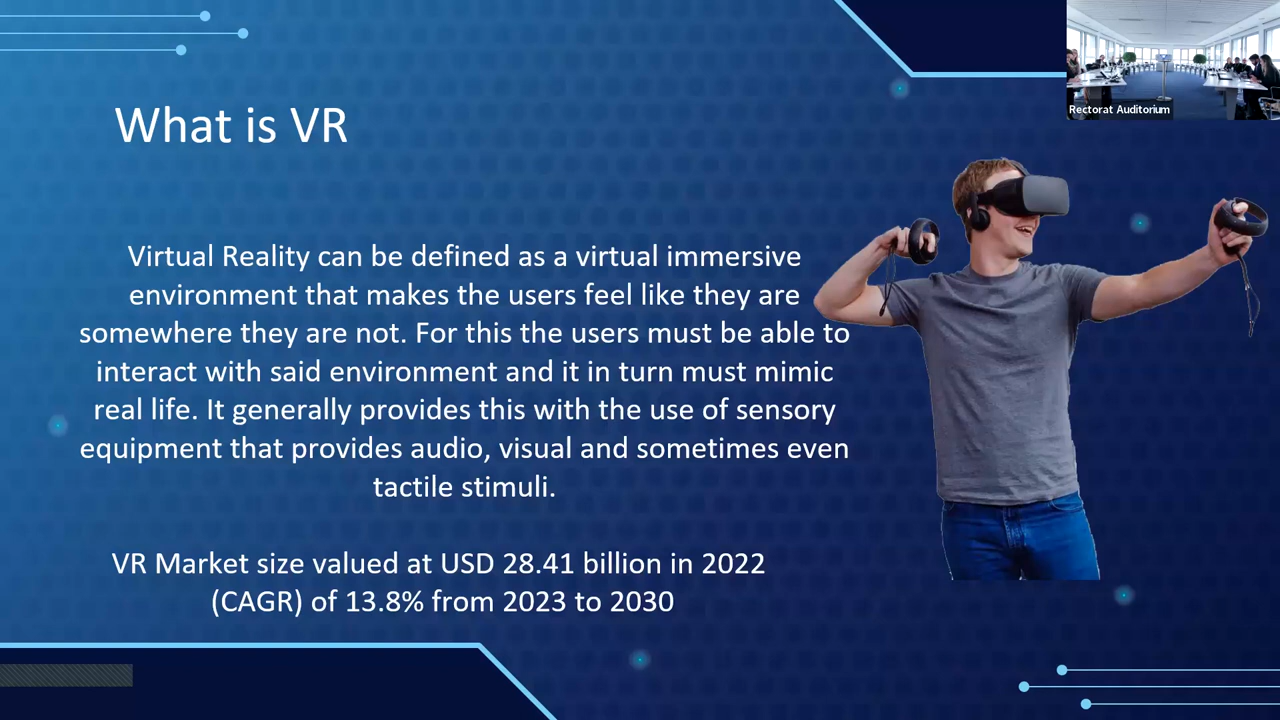 Rectorat Auditorium
What is VR
Virtual Reality can be defined as a virtual immersive
environment that makes the users feel like they are
somewhere they are not. For this the users must be able to
interact with said environment and it in turn must mimic
real life. It generally provides this with the use of sensory
equipment that provides audio, visual and sometimes even
tactile stimuli.
VR Market size valued at USD 28.41 billion in 2022
(CAGR) of 13.8% from 2023 to 2030